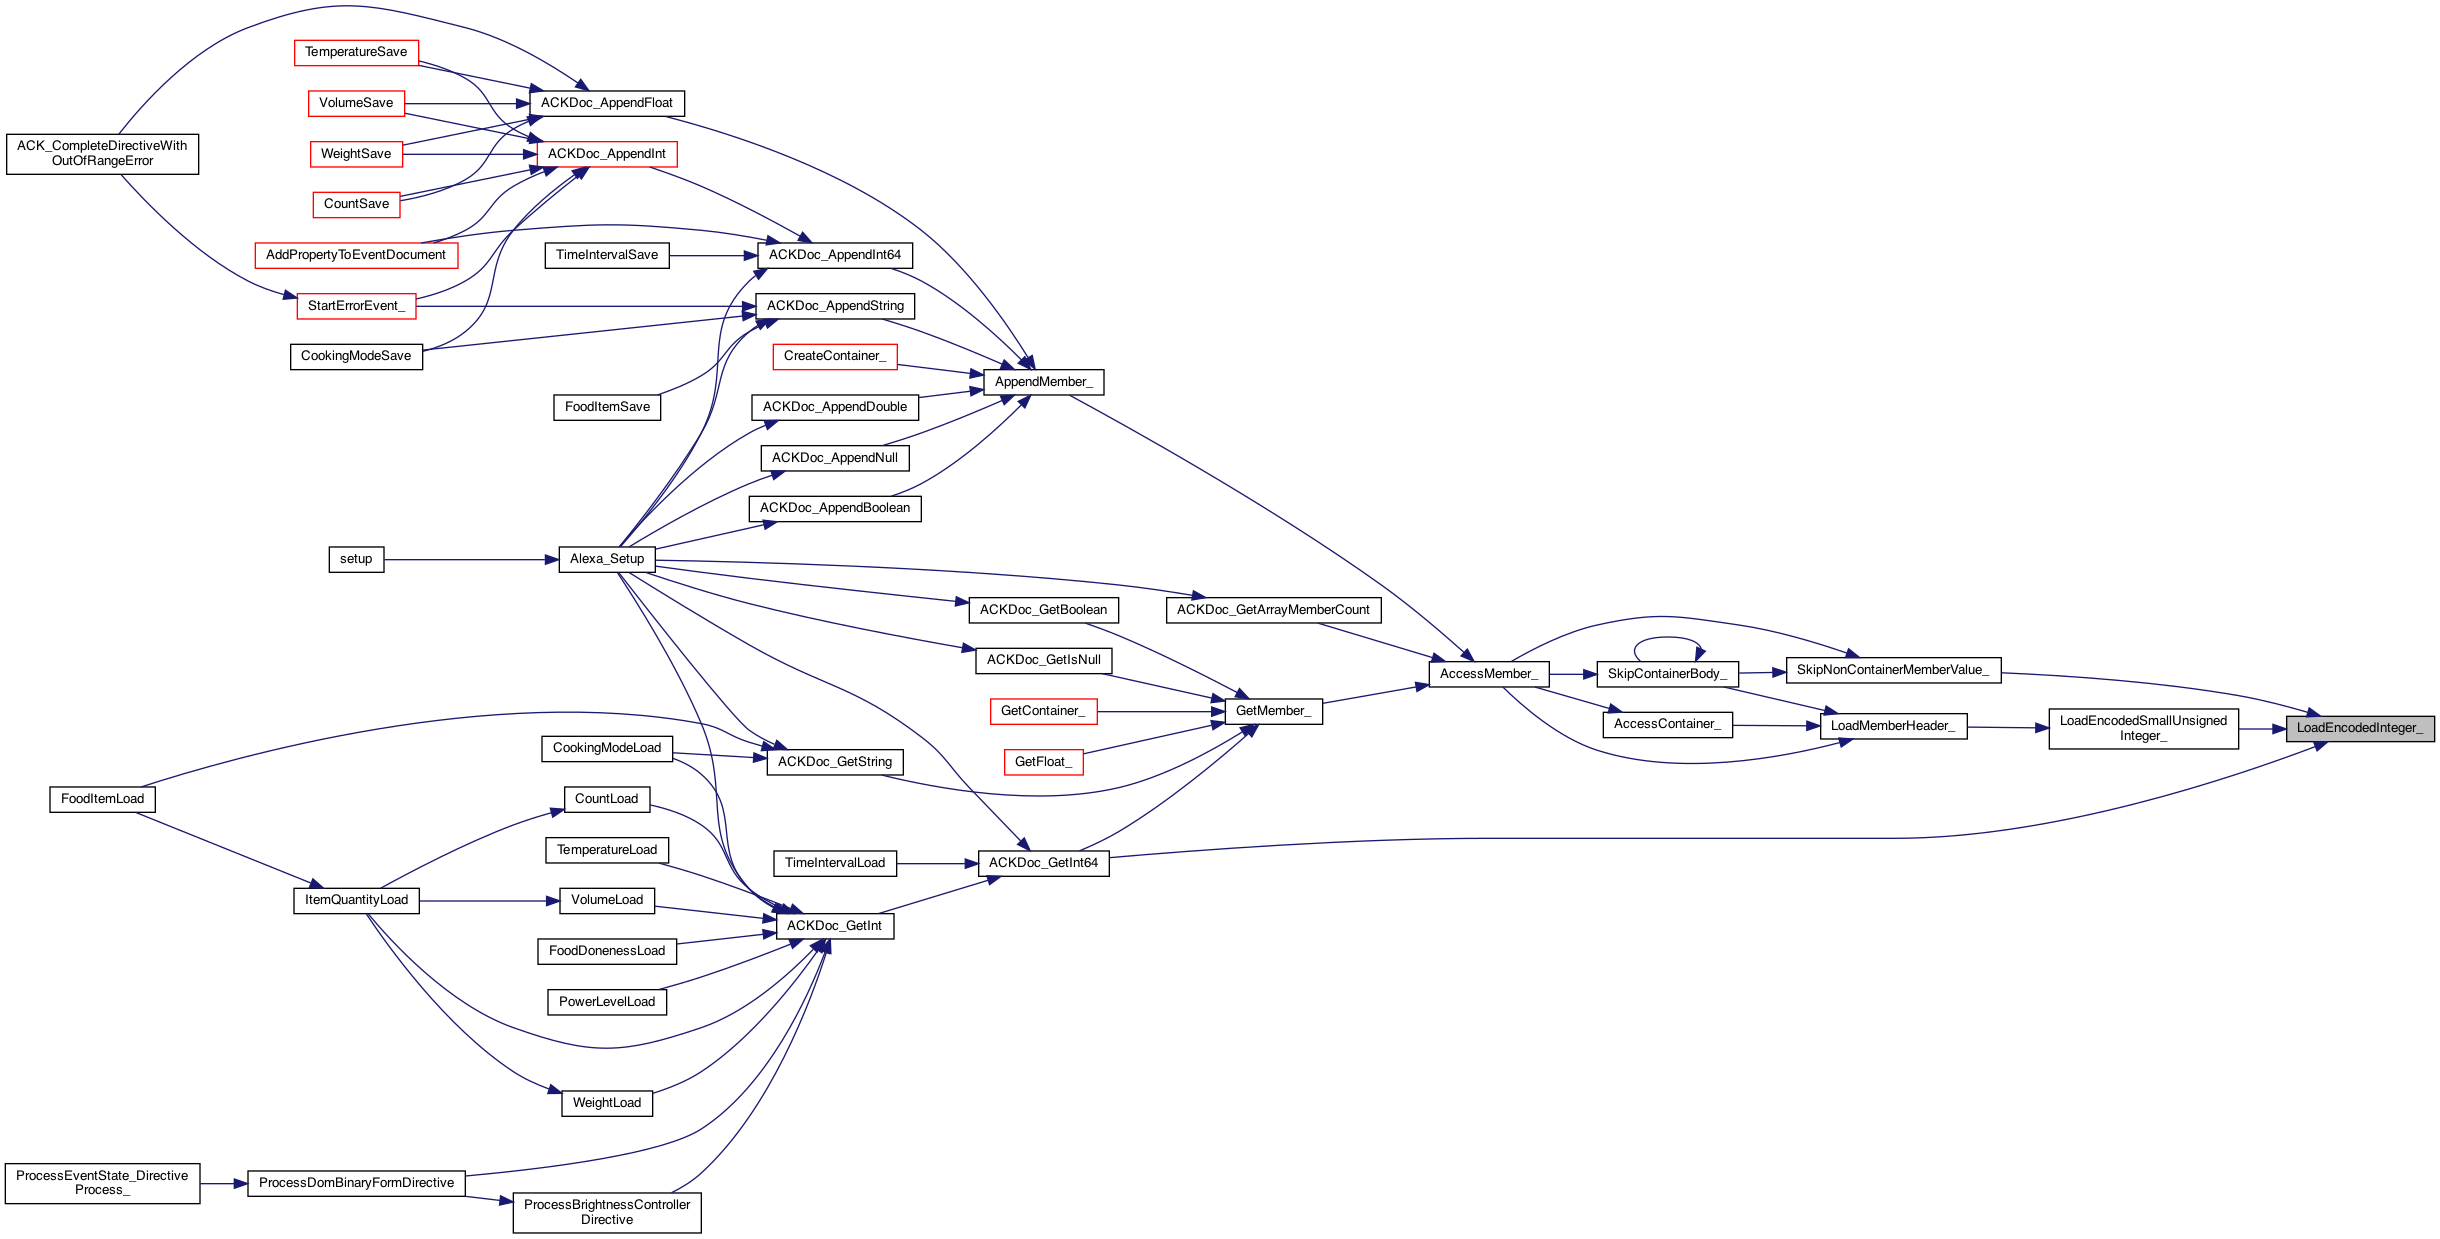 TemperatureSave
VolumeSave
ACKDoc_AppendFloat
ACK_CompleteDirectiveWith
OutOfRangeError
WeightSave
ACKDoc_AppendInt
CountSave
AddPropertyToEventDocument
TimeIntervalSave
ACKDoc_AppendInt64
StartErrorEvent_
ACKDoc_AppendString
CookingModeSave
CreateContainer_
AppendMember_
FoodItemSave
ACKDoc_AppendDouble
ACKDoc_AppendNull
ACKDoc_AppendBoolean
setup
Alexa_Setup
ACKDoc_GetBoolean
ACKDoc_GetArrayMemberCount
ACKDoc_GetIsNull
AccessMember_
SkipContainerBody_
SkipNonContainerMemberValue_
GetContainer_
GetMember_
AccessContainer_
LoadMemberHeader_
LoadEncodedSmallUnsigned
Integer_
LoadEncodedInteger_
CookingModeLoad
ACKDoc_GetString
GetFloat_
FoodItemLoad
CountLoad
TemperatureLoad
TimeIntervalLoad
ACKDoc_GetInt64
ItemQuantityLoad
VolumeLoad
ACKDoc_GetInt
FoodDonenessLoad
PowerLevelLoad
WeightLoad
ProcessEventState_Directive
Process_
ProcessDomBinaryFormDirective
ProcessBrightnessController
Directive